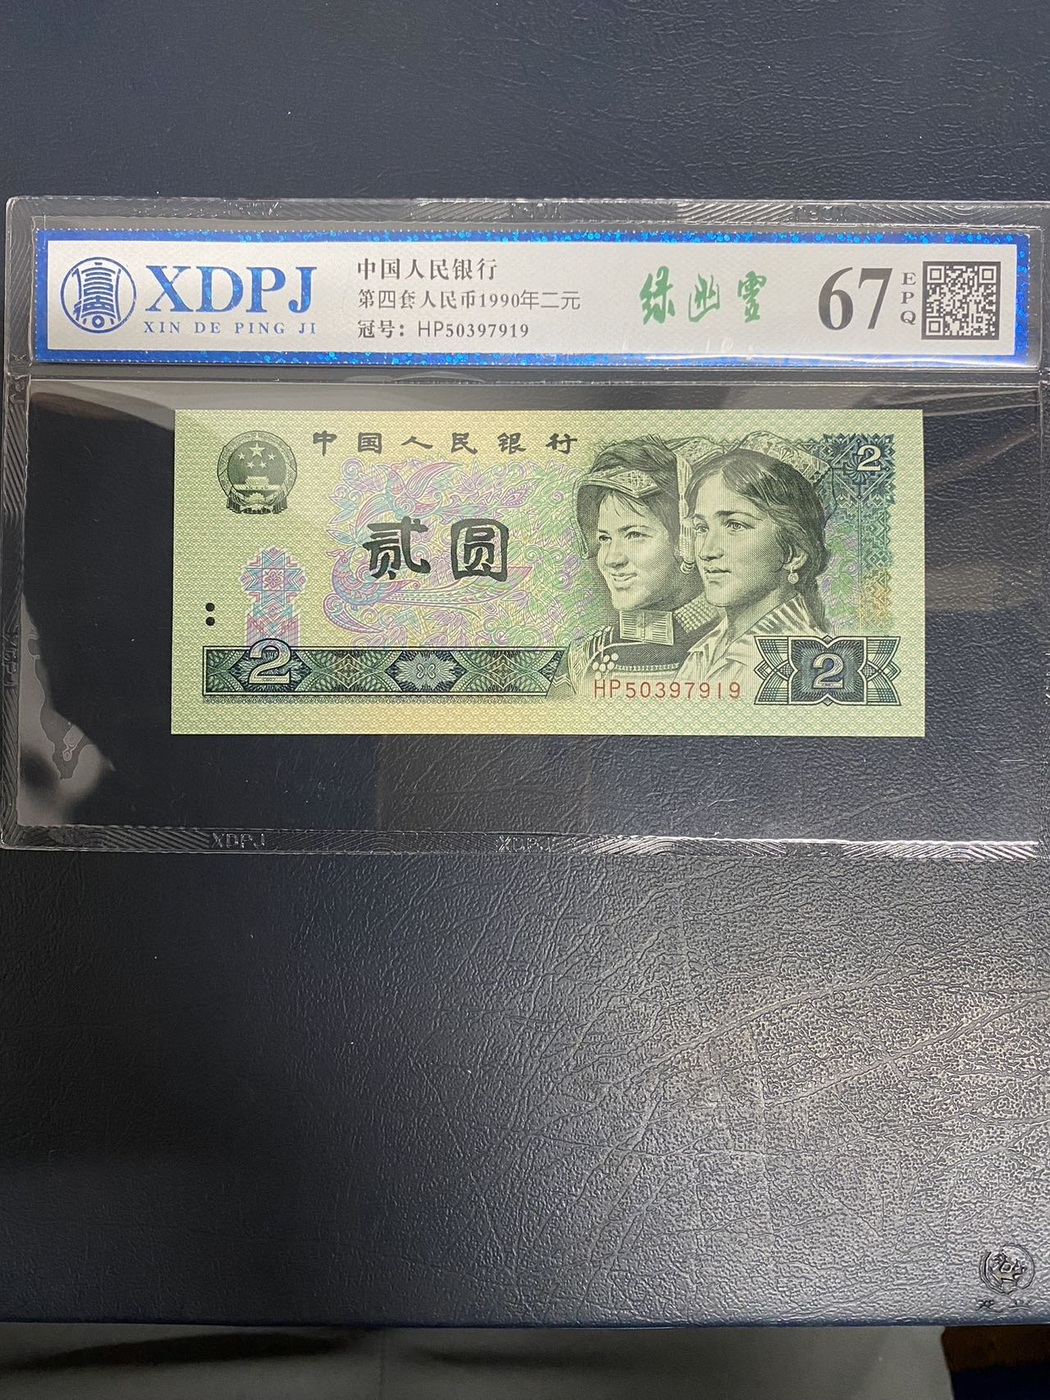 XDPJ
XIN DE PING JI
中国人民银行
第四套人民币1990年二元
冠号：HP50397919
绿幽灵
67
EPQ
中国人民银行
2
贰圆
2
HP50397919
2
XDPJ
XDPJ